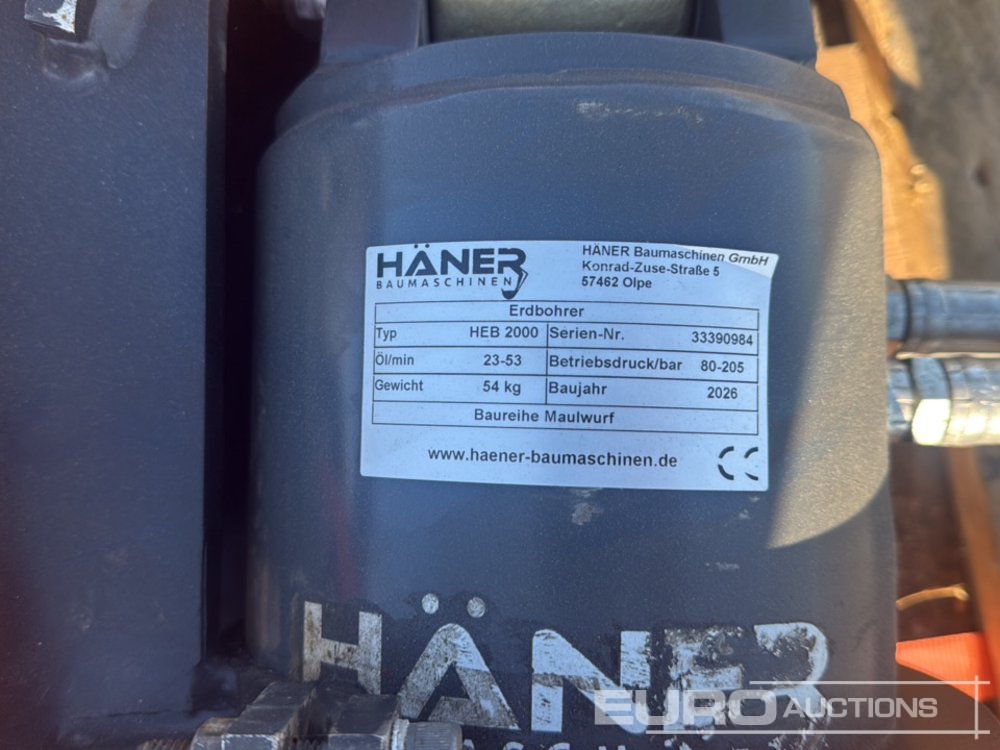 HÄNER
BAUMASCHINEN
HÄNER Baumaschinen GmbH
Konrad-Zuse-Straße 5
57462 Olpe
Erdbohrer
Typ HEB 2000 Serien-Nr. 33390984
Öl/min 23-53 Betriebsdruck/bar 80-205
Gewicht 54 kg Baujahr 2026
Baureihe Maulwurf
www.haener-baumaschinen.de CE
HÄNER
EURO AUCTIONS